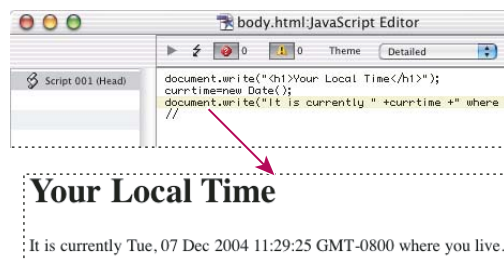 body.html:JavaScript Editor
0 0 Theme Detailed
Script 001 (Head)
document.write("<h1>Your Local Time</h1>");
currtime=new Date();
document.write("It is currently " +currtime +" where
//
Your Local Time
It is currently Tue, 07 Dec 2004 11:29:25 GMT-0800 where you live.